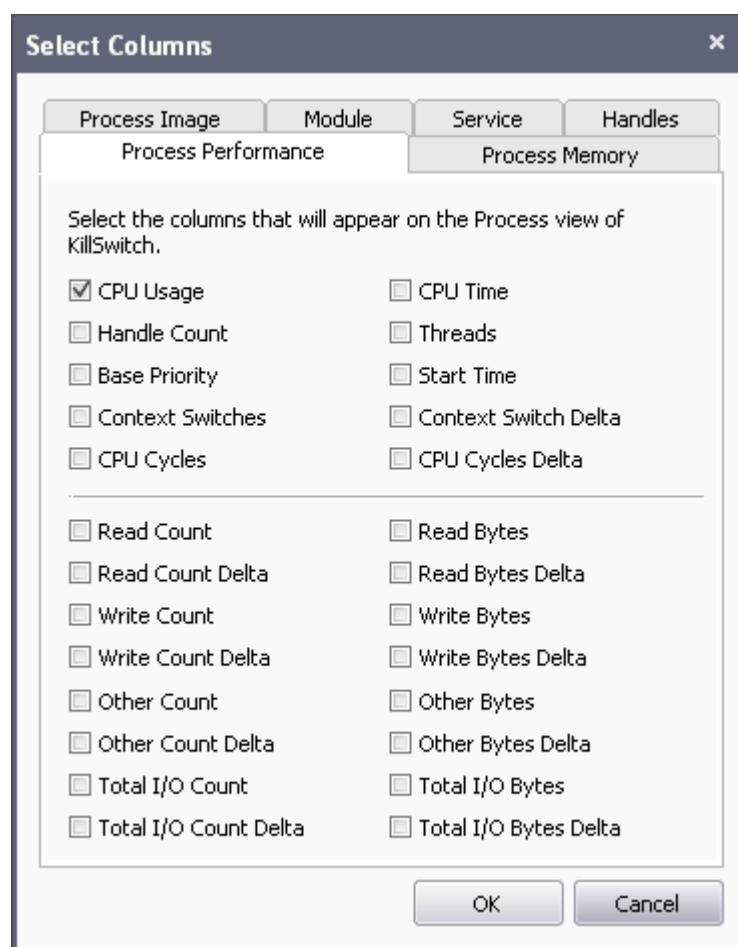 Select Columns
×
Process Image Module Service Handles
Process Performance Process Memory
Select the columns that will appear on the Process view of
KillSwitch.
CPU Usage CPU Time
Handle Count Threads
Base Priority Start Time
Context Switches Context Switch Delta
CPU Cycles CPU Cycles Delta
Read Count Read Bytes
Read Count Delta Read Bytes Delta
Write Count Write Bytes
Write Count Delta Write Bytes Delta
Other Count Other Bytes
Other Count Delta Other Bytes Delta
Total I/O Count Total I/O Bytes
Total I/O Count Delta Total I/O Bytes Delta
OK Cancel